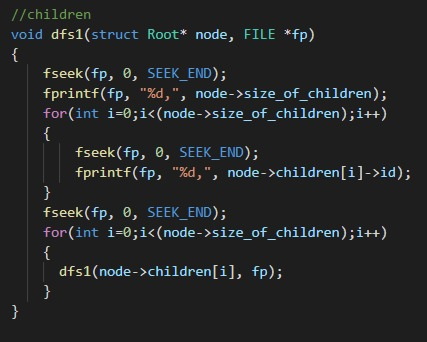 //children
void dfs1(struct Root* node, FILE *fp)
{
    fseek(fp, 0, SEEK_END);
    fprintf(fp, "%d,", node->size_of_children);
    for(int i=0;i<(node->size_of_children);i++)
    {
        fseek(fp, 0, SEEK_END);
        fprintf(fp, "%d,", node->children[i]->id);
    }
    fseek(fp, 0, SEEK_END);
    for(int i=0;i<(node->size_of_children);i++)
    {
      dfs1(node->children[i], fp);
    }
}